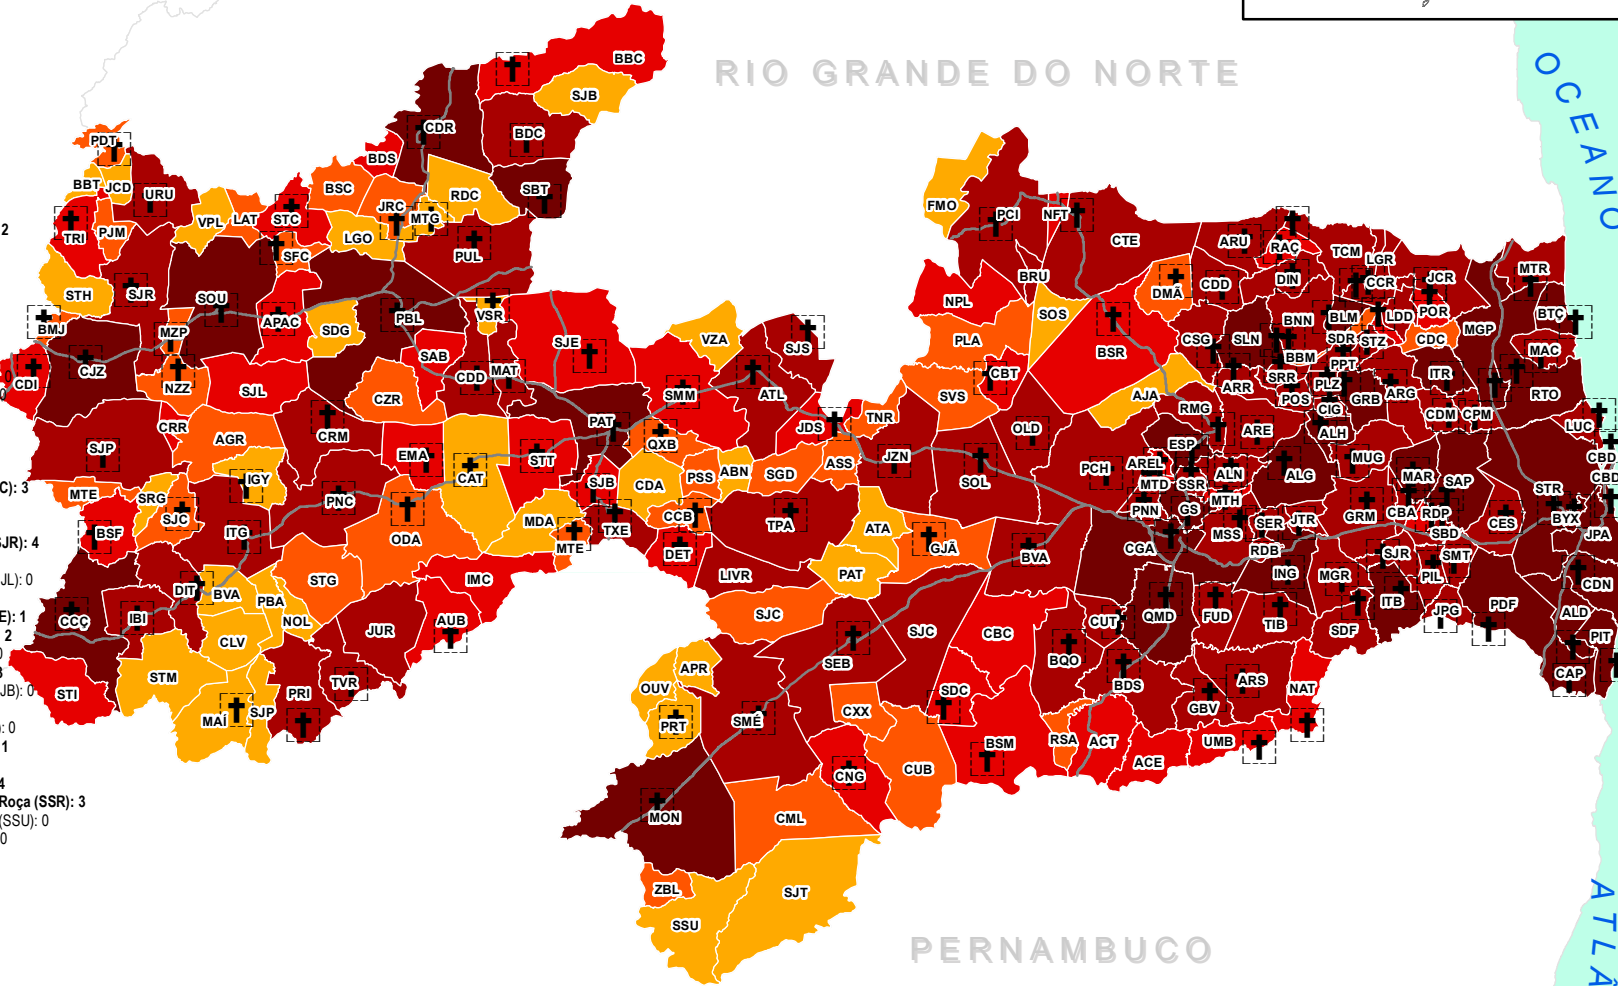 RIO GRANDE DO NORTE
OCEANO
BBC
SJB
CDR
BDC
PDT
BDS
BBT
JCD
URU
BSC
RDC
SBT
JRC
MTG
FMO
VPL
LAT
STC
PCI
NFT
2
TRI
PJM
LGO
SFC
PUL
CTE
ARU
RAC
TCM
LGR
STH
SJR
SOU
BRU
DMÃ
CDD
DIN
CCR
JCR
MTR
NPL
SOS
POR
BTÇ
BMJ
MZP
APAC
SDG
PBL
VSR
BNN
BLM
LDD
MGP
SJE
VZA
SJS
PLA
BSR
CSG
SLN
SDR
STZ
CDC
MAC
CDI
CJZ
NZZ
SJL
SAB
CDD
MAT
CBT
BBM
PPT
ITR
SRR
PLZ
CZR
SMM
ATL
SVS
AJA
ARR
POS
GRB
ARG
RTO
CRR
CRM
PAT
JDS
TNR
RMG
CIG
CDM
CPM
LUC
SJP
AGR
QXB
OLD
ESP
ARE
ALH
CBD
EMA
STT
ASS
JZN
SOL
PCH
AREL
ALN
ALG
MUG
MAR
SAP
CBD
C): 3
MTE
SRG
IGY
PNC
CAT
SJB
CDA
PSS
ABN
SGD
MTD
SSR
STR
SJC
MDA
TXE
CCB
TPA
ATA
PNN
GS
MTH
GRM
CBA
RDP
CES
BYX
BSF
ITG
ODA
MTE
DET
GJÃ
BVA
CGA
MSS
SER
JTR
SBD
JPA
SJR): 4
RDB
SJR
SMT
JL): 0
DIT
BVA
STG
IMC
LIVR
PAT
ING
MGR
PIL
CDN
CCÇ
IBI
PBA
NOL
JUR
AUB
SJC
SJC
CBC
CUT
QMD
FUD
TIB
ITB
JPG
PDF
ALD
E): 1
2
CLV
SEB
BQO
SDF
PIT
STI
STM
PRI
TVR
APR
OUV
SDC
BDS
ARS
NAT
CAP
JB): 0
MAÍ
SJP
PRT
SMÉ
CXX
GBV
): 0
1
CNG
CUB
BSM
RSA
ACT
UMB
ACE
4
Roça (SSR): 3
(SSU): 0
0
MON
CML
ZBL
SJT
SSU
PERNAMBUCO
ATLÂ